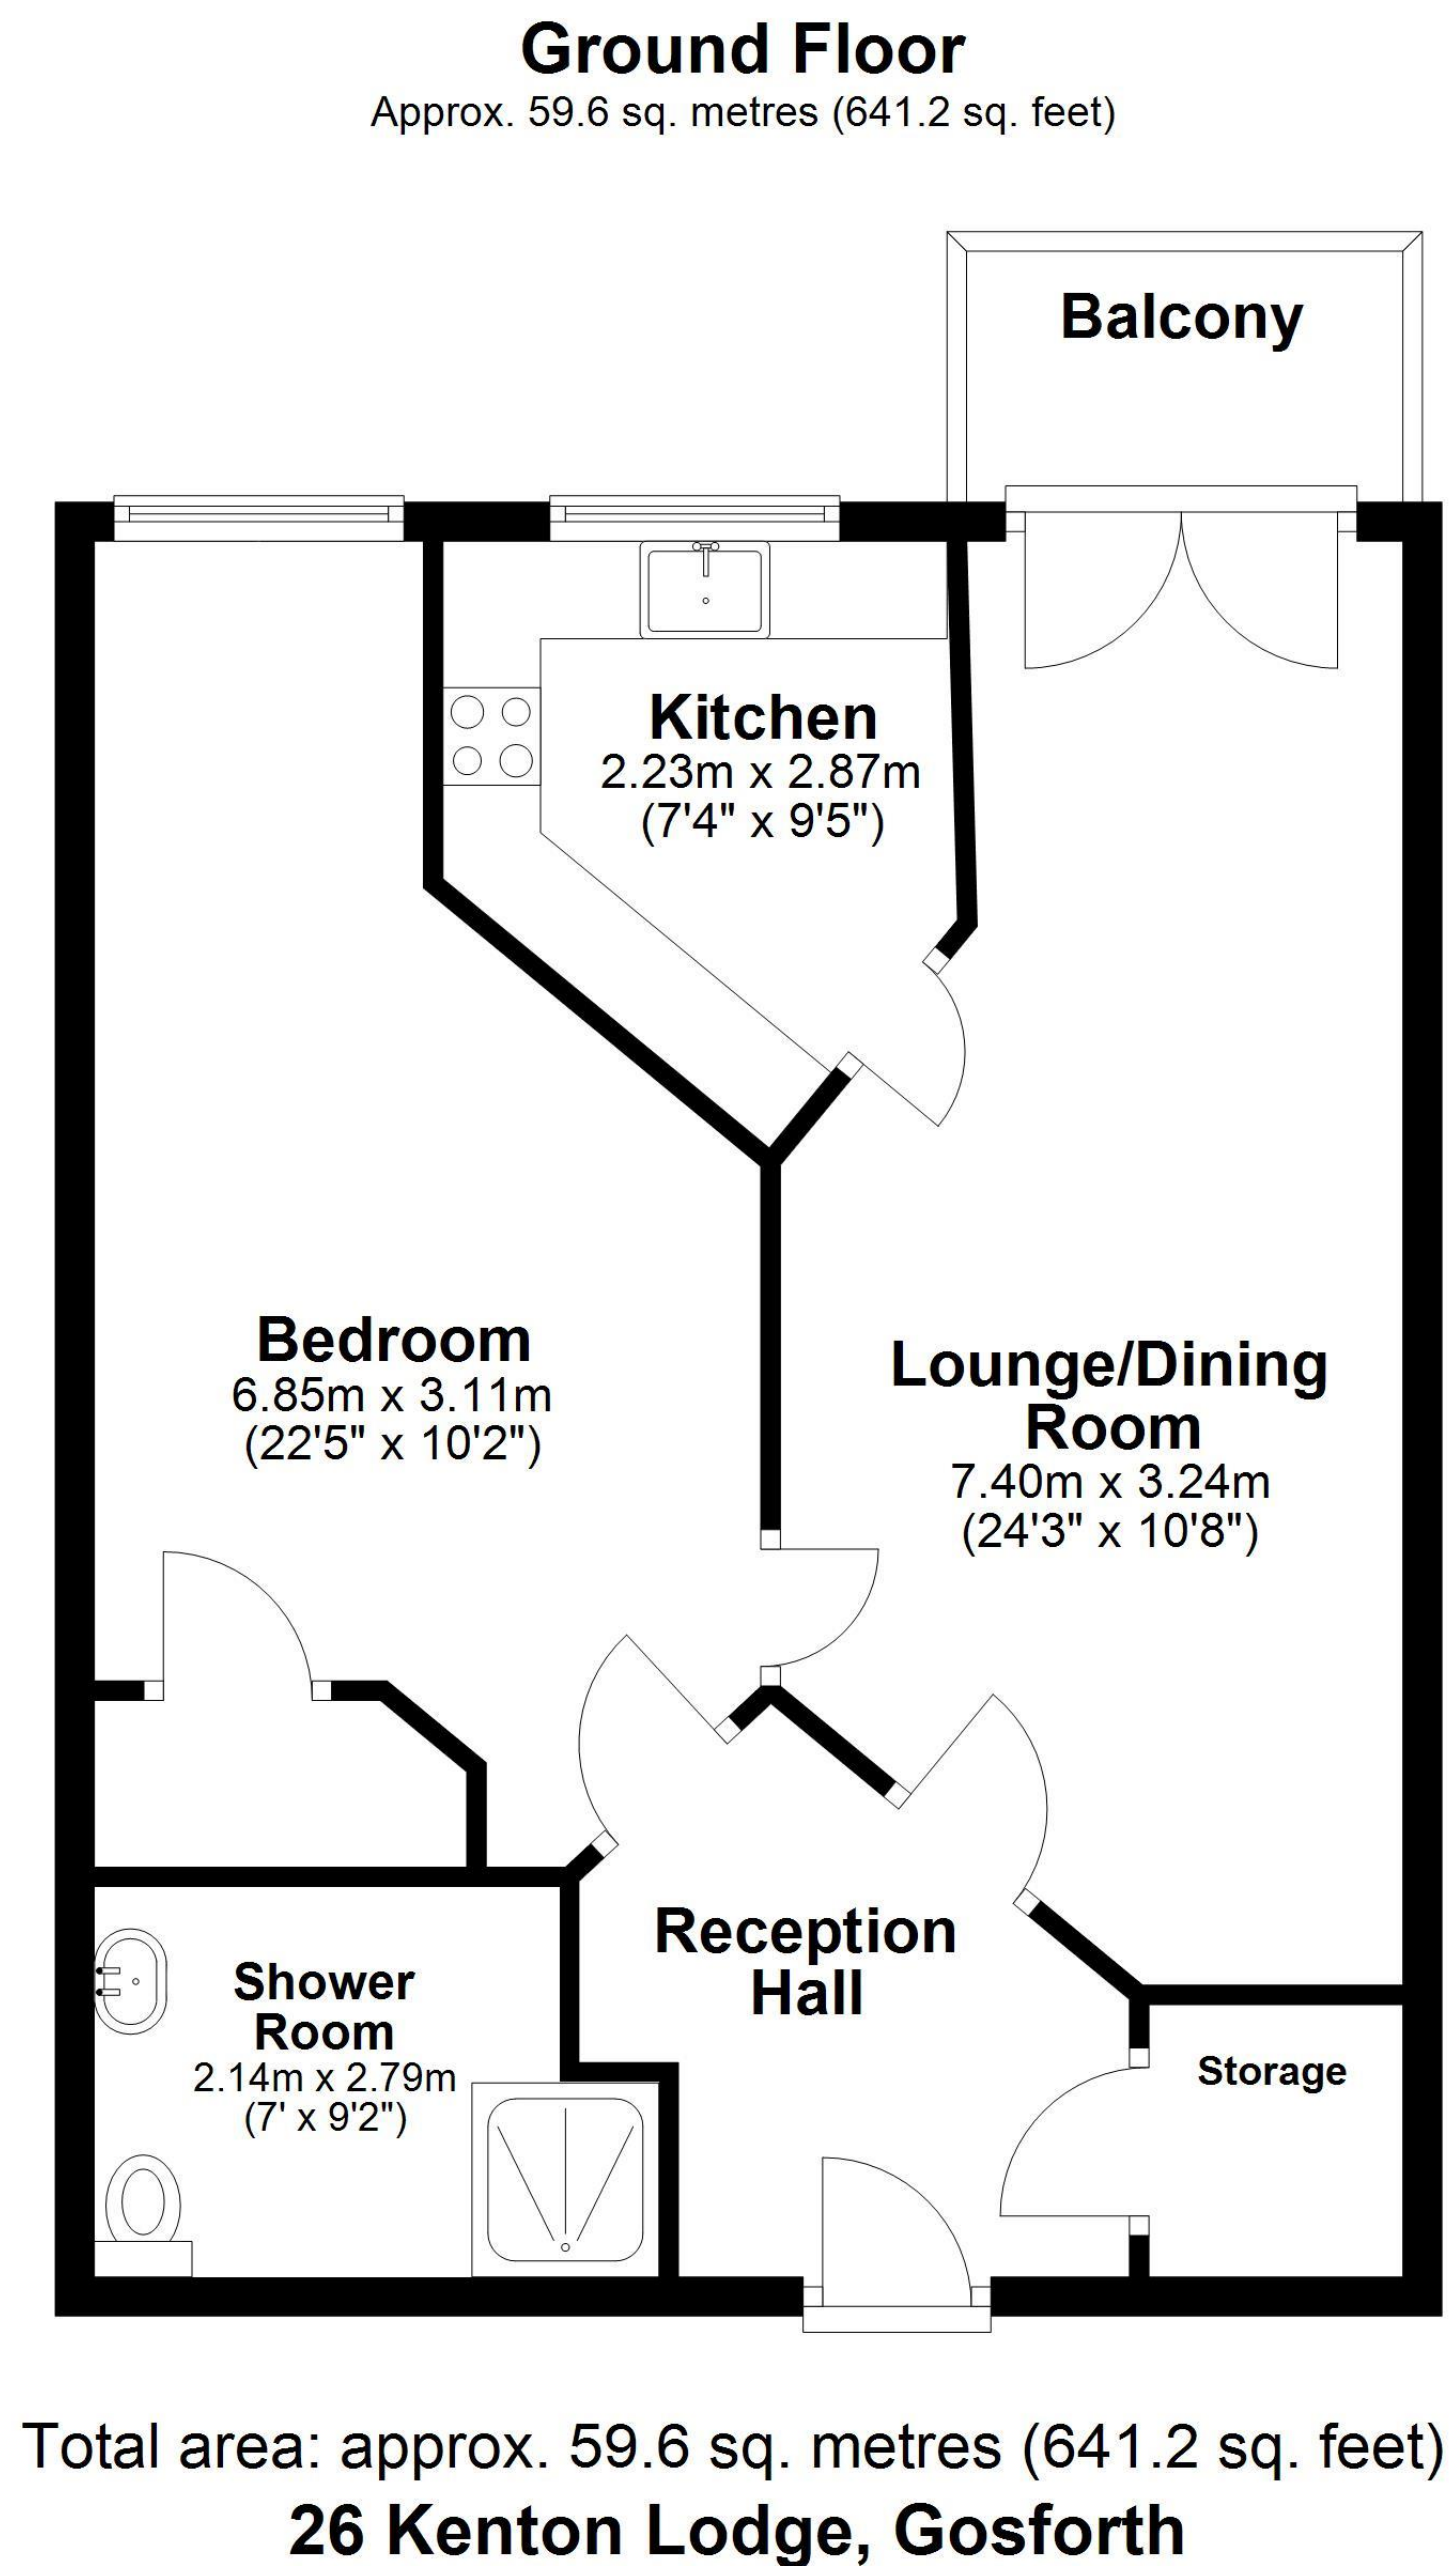 Ground Floor
Approx. 59.6 sq. metres (641.2 sq. feet)
Balcony
Kitchen
2.23m x 2.87m
(7'4" x 9'5")
Bedroom
6.85m x 3.11m
(22'5" x 10'2")
Lounge/Dining
Room
7.40m x 3.24m
(24'3" x 10'8")
Reception
Hall
Shower
Room
2.14m x 2.79m
(7' x 9'2")
Storage
Total area: approx. 59.6 sq. metres (641.2 sq. feet)
26 Kenton Lodge, Gosforth